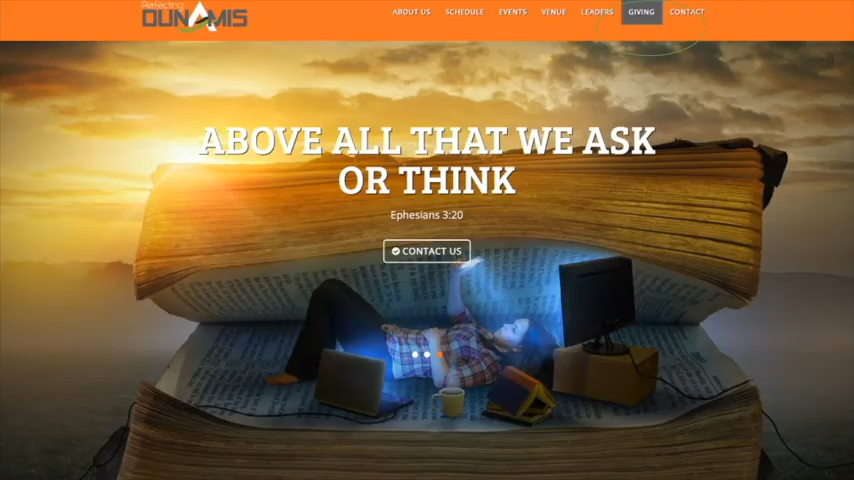 Perfecting
DUNAMIS
ABOUT US SCHEDULE EVENTS VENUE LEADERS GIVING CONTACT
ABOVE ALL THAT WE ASK
OR THINK
Ephesians 3:20
CONTACT US